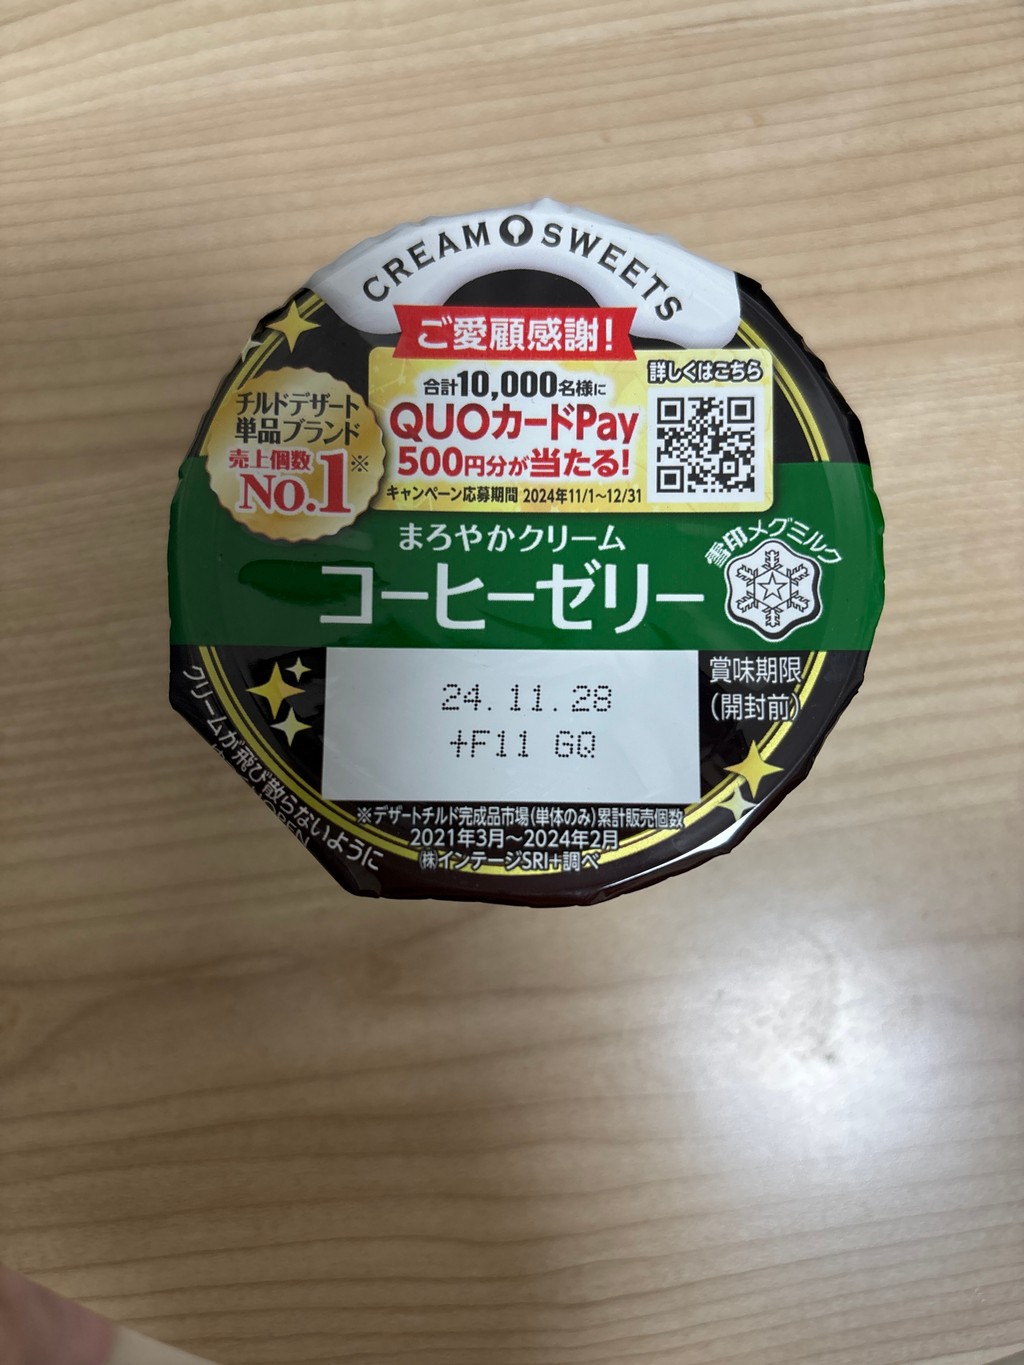 CREAM SWEETS
ご愛顧感謝!
合計10,000名様に
QUOカードPay
500円分が当たる!
キャンペーン応募期間 2024年11/1~12/31
詳しくはこちら
チルドデザート
単品ブランド
売上個数※
No.1
まろやかクリーム
コーヒーゼリー
雪印メグミルク
24.11.28
+F11 GQ
賞味期限
(開封前)
※デザートチルド完成品市場(単体のみ)累計販売個数
2021年3月~2024年2月
㈱インテージSRI+調べ
クリームが飛び散らないように
OPEN